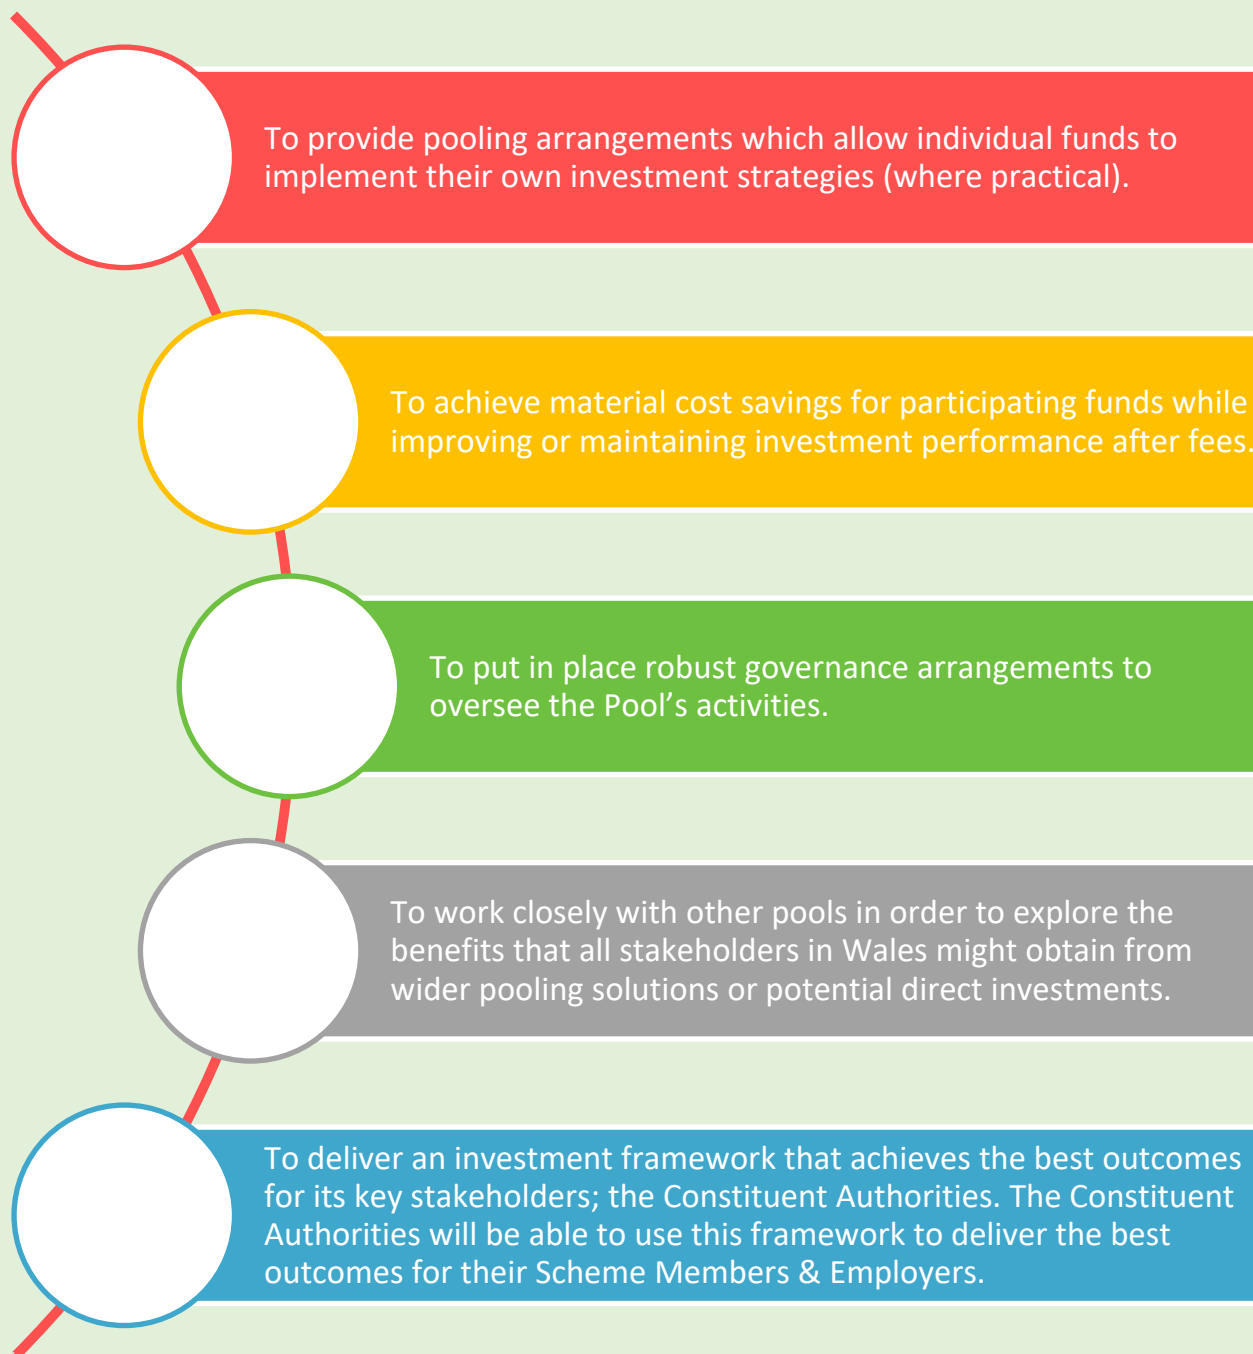 To provide pooling arrangements which allow individual funds to
implement their own investment strategies (where practical).
To achieve material cost savings for participating funds while
improving or maintaining investment performance after fees.
To put in place robust governance arrangements to
oversee the Pool’s activities.
To work closely with other pools in order to explore the
benefits that all stakeholders in Wales might obtain from
wider pooling solutions or potential direct investments.
To deliver an investment framework that achieves the best outcomes
for its key stakeholders; the Constituent Authorities. The Constituent
Authorities will be able to use this framework to deliver the best
outcomes for their Scheme Members & Employers.